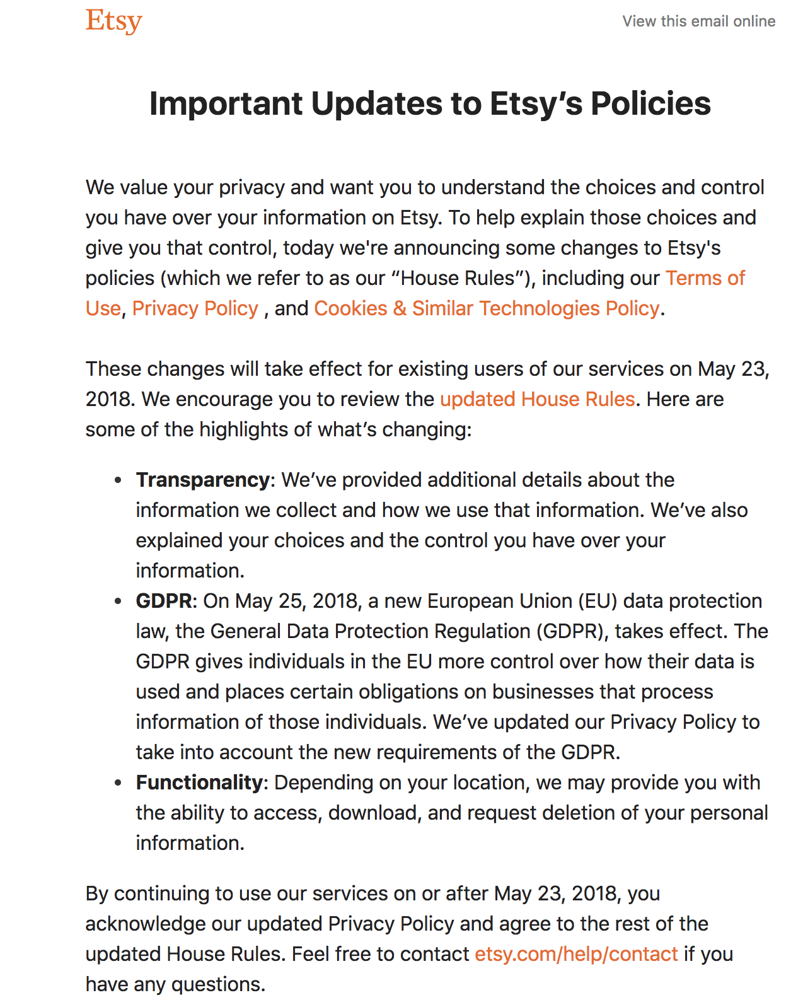 Etsy
View this email online
Important Updates to Etsy’s Policies
We value your privacy and want you to understand the choices and control
you have over your information on Etsy. To help explain those choices and
give you that control, today we're announcing some changes to Etsy's
policies (which we refer to as our “House Rules”), including our Terms of
Use, Privacy Policy , and Cookies & Similar Technologies Policy.
These changes will take effect for existing users of our services on May 23,
2018. We encourage you to review the updated House Rules. Here are
some of the highlights of what’s changing:
• Transparency: We’ve provided additional details about the
information we collect and how we use that information. We’ve also
explained your choices and the control you have over your
information.
• GDPR: On May 25, 2018, a new European Union (EU) data protection
law, the General Data Protection Regulation (GDPR), takes effect. The
GDPR gives individuals in the EU more control over how their data is
used and places certain obligations on businesses that process
information of those individuals. We’ve updated our Privacy Policy to
take into account the new requirements of the GDPR.
• Functionality: Depending on your location, we may provide you with
the ability to access, download, and request deletion of your personal
information.
By continuing to use our services on or after May 23, 2018, you
acknowledge our updated Privacy Policy and agree to the rest of the
updated House Rules. Feel free to contact etsy.com/help/contact if you
have any questions.